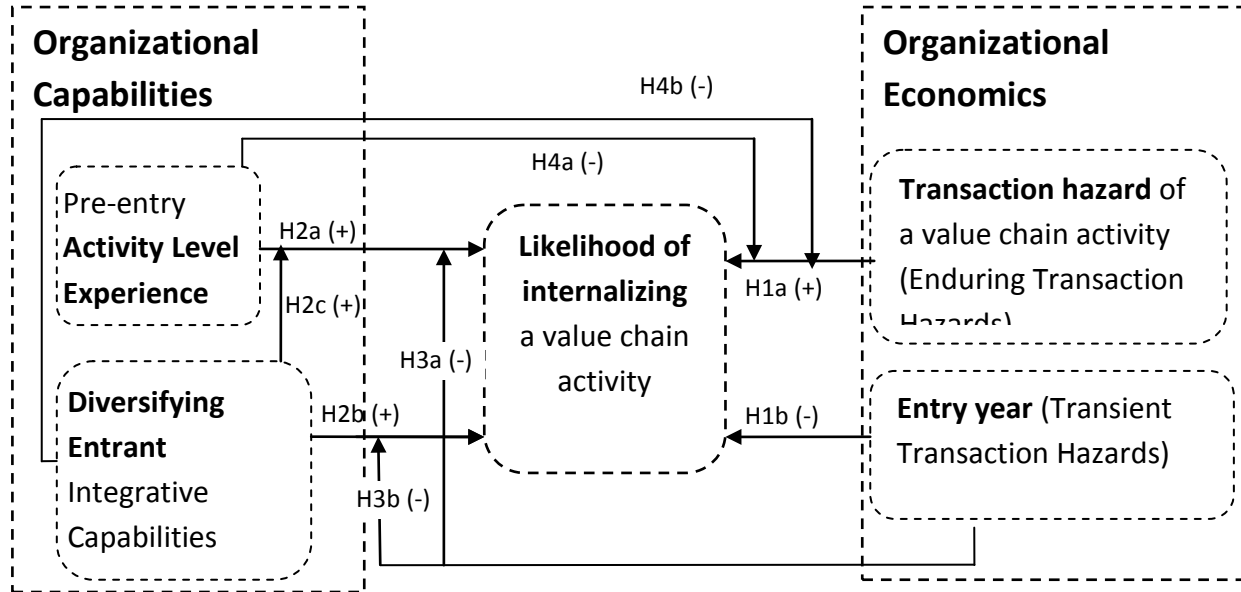 Organizational
Capabilities
Organizational
Economics
H4b (-)
H4a (-)
Pre-entry
Activity Level
Experience
H2a (+)
H2c (+)
Likelihood of
internalizing
a value chain
activity
H1a (+)
Transaction hazard of
a value chain activity
(Enduring Transaction
Hazards)
H3a (-)
Diversifying
Entrant
Integrative
Capabilities
H2b (+)
H3b (-)
H1b (-)
Entry year (Transient
Transaction Hazards)